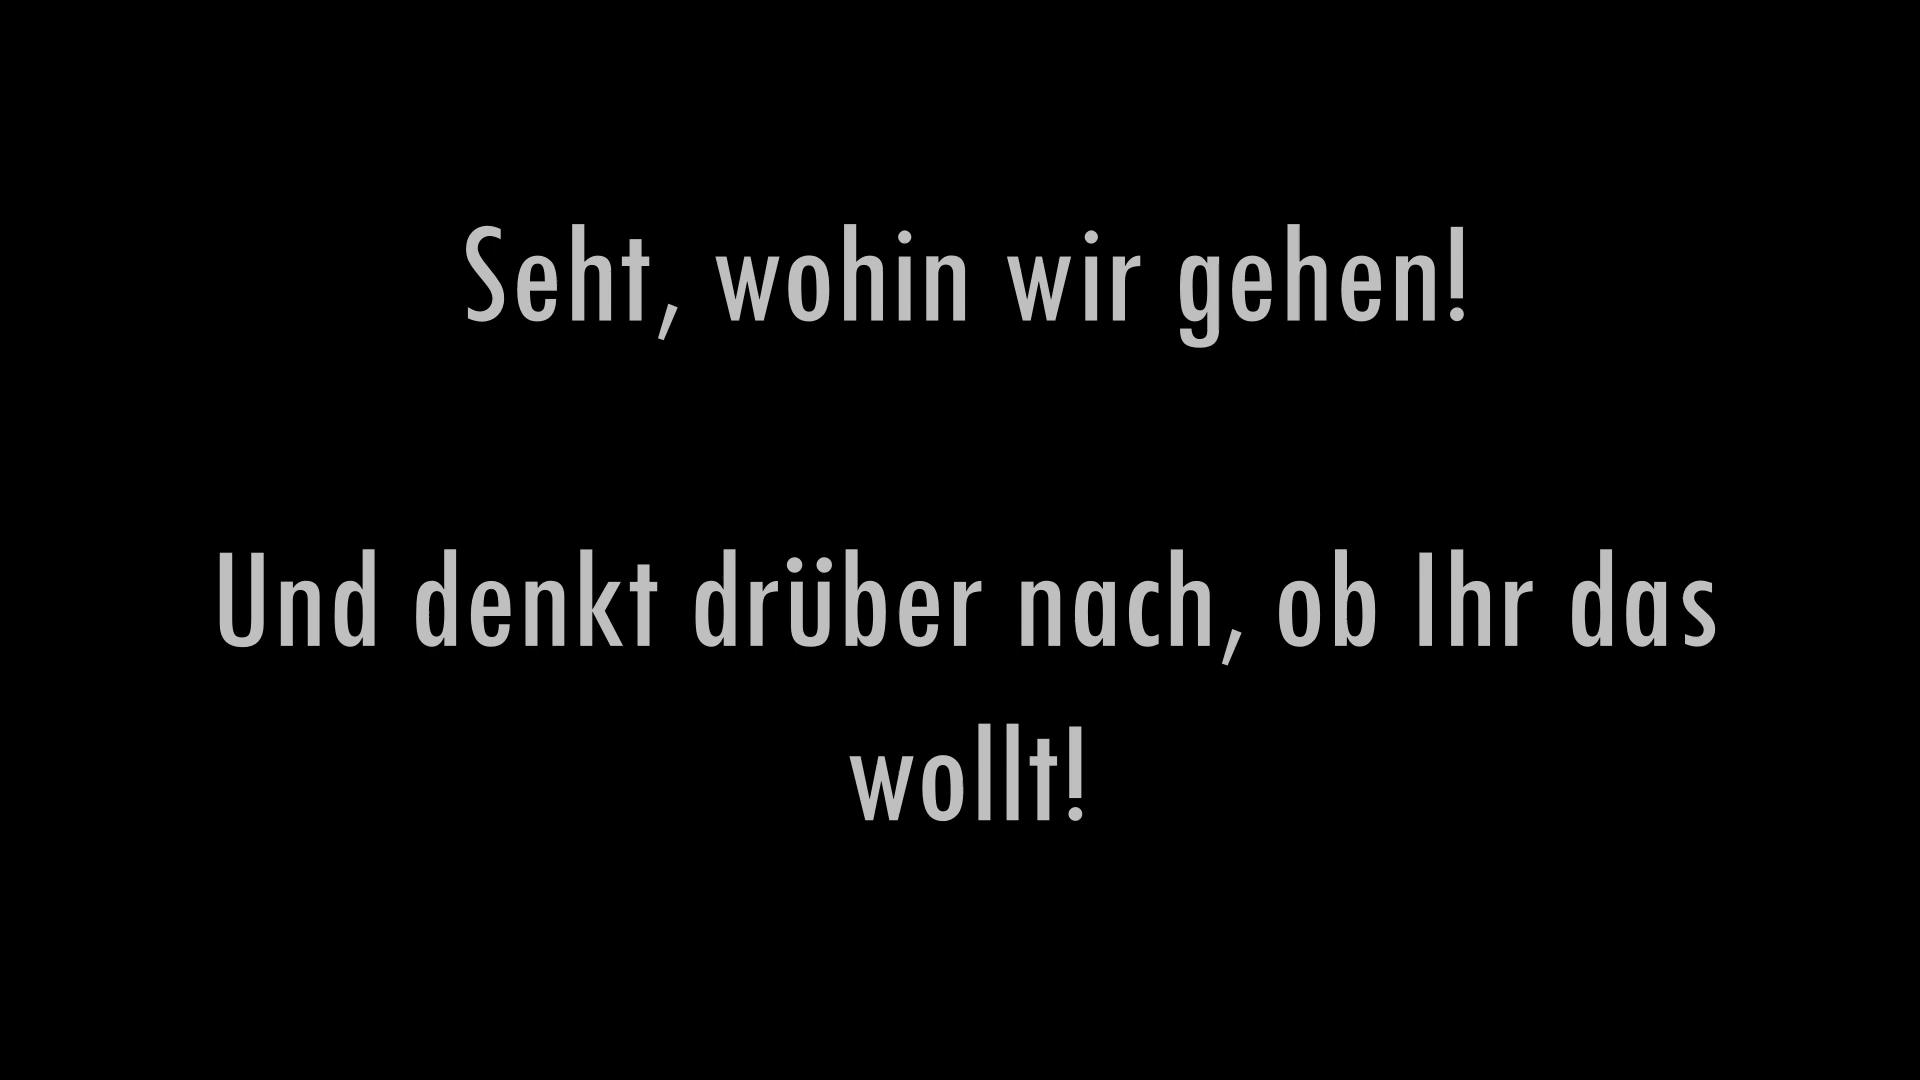 Seht, wohin wir gehen!
Und denkt drüber nach, ob Ihr das
wollt!